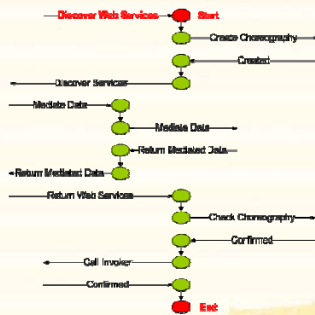 Discover Web Services Start
Create Choreography
Created
Discover Services
Mediate Data
Mediate Data
Return Mediated Data
Return Mediated Data
Return Web Services
Check Choreography
Confirmed
Call Invoker
Confirmed
End